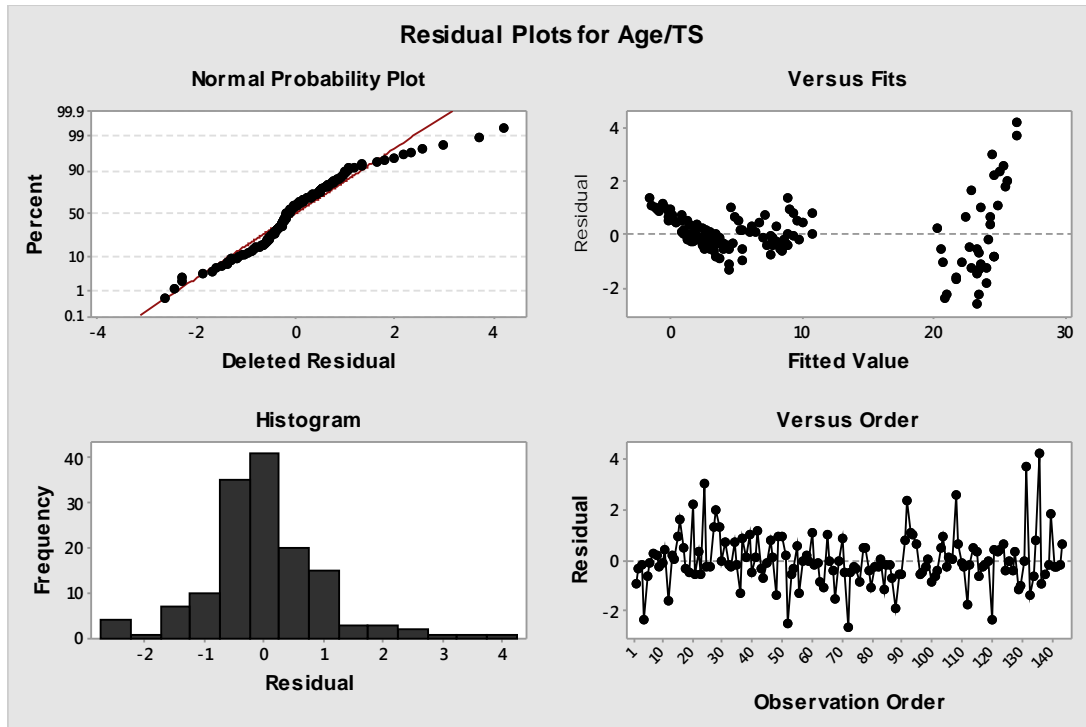 Residual Plots for Age/TS
Normal Probability Plot
99.9
99
90
50
10
1
0.1
Percent
-4 -2 0 2 4
Deleted Residual
Versus Fits
4
2
0
-2
Residual
0 10 20 30
Fitted Value
Histogram
40
30
20
10
0
Frequency
-2 -1 0 1 2 3 4
Residual
Versus Order
4
2
0
-2
Residual
1 10 20 30 40 50 60 70 80 90 100 110 120 130 140
Observation Order